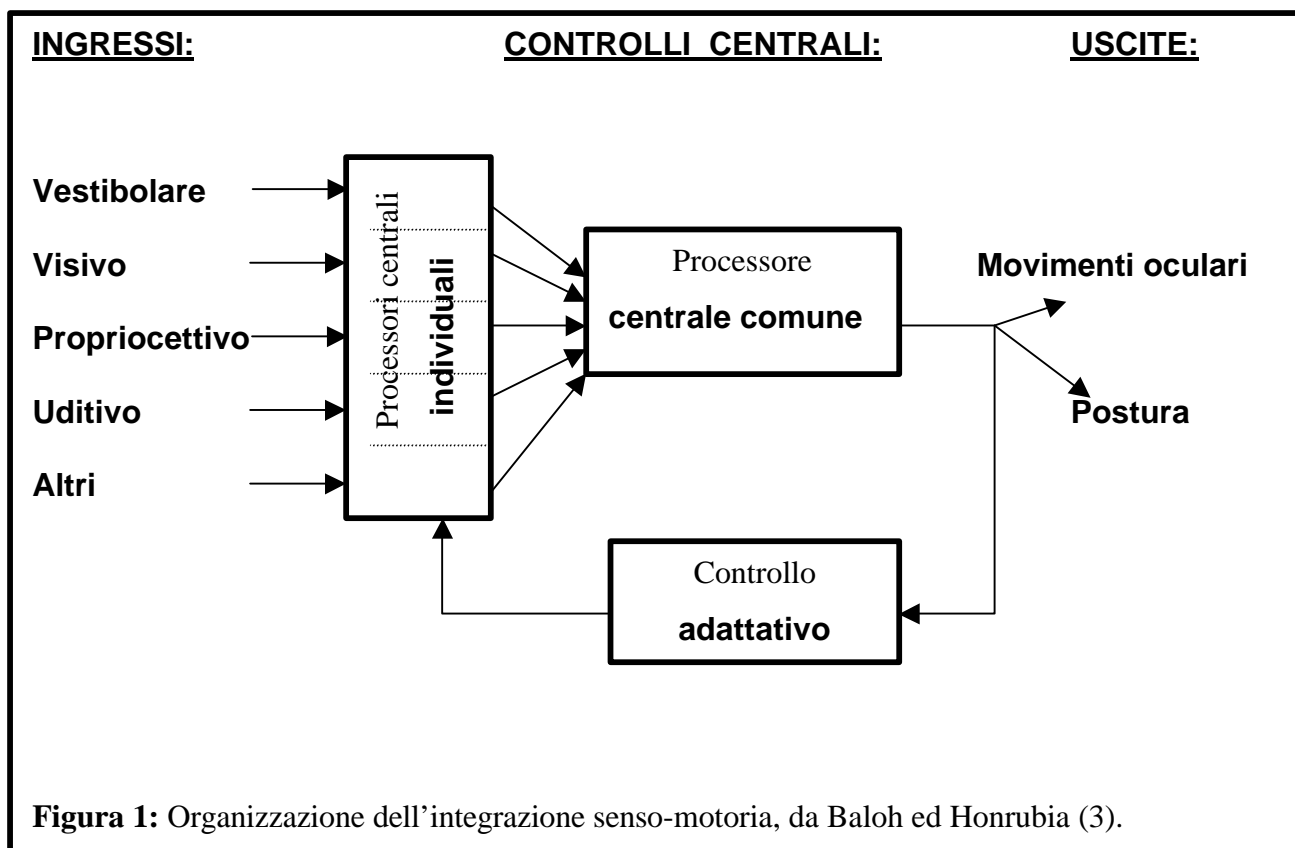 INGRESSI: CONTROLLI CENTRALI: USCITE:
Vestibolare
Visivo
Propriocettivo
Uditivo
Altri
Processori centrali
individuali
Processore
centrale comune
Movimenti oculari
Postura
Controllo
adattativo
Figura 1: Organizzazione dell’integrazione senso-motoria, da Baloh ed Honrubia (3).